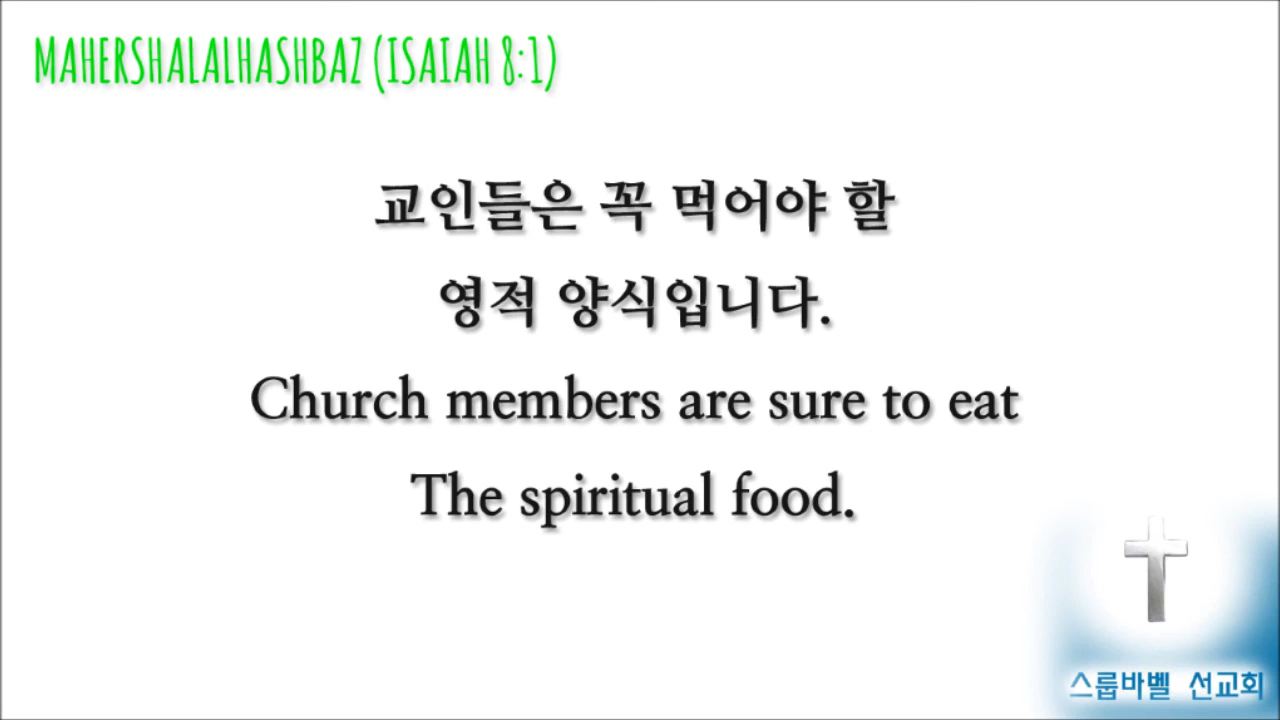 MAHERSHALALHASHBAZ (ISAIAH 8:1)
교인들은 꼭 먹어야 할
영적 양식입니다.
Church members are sure to eat
The spiritual food.
스룹바벨 선교회